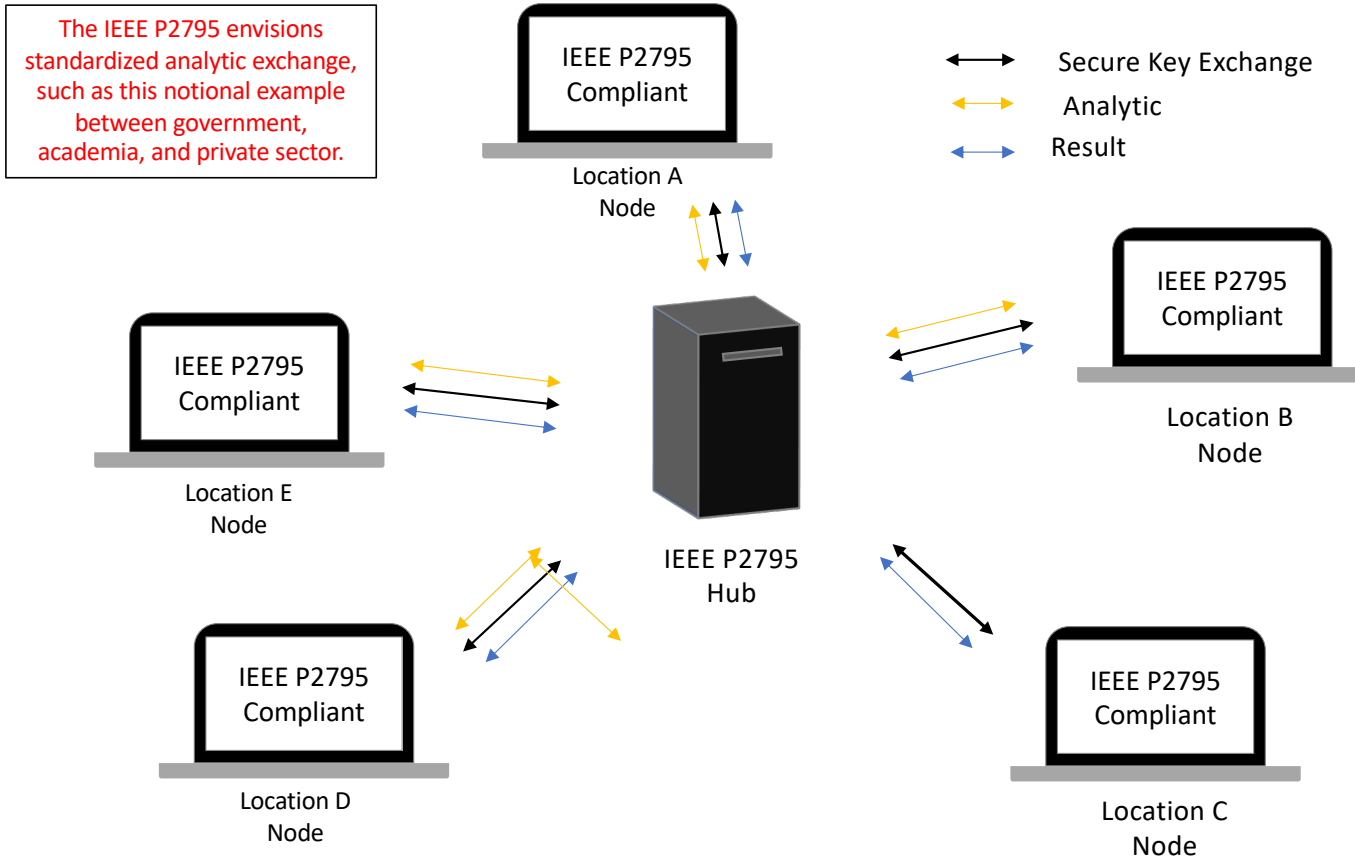 The IEEE P2795 envisions
standardized analytic exchange,
such as this notional example
between government,
academia, and private sector.
IEEE P2795
Compliant
Location A
Node
Secure Key Exchange
Analytic
Result
IEEE P2795
Compliant
Location B
Node
IEEE P2795
Compliant
Location E
Node
IEEE P2795
Hub
IEEE P2795
Compliant
Location D
Node
IEEE P2795
Compliant
Location C
Node